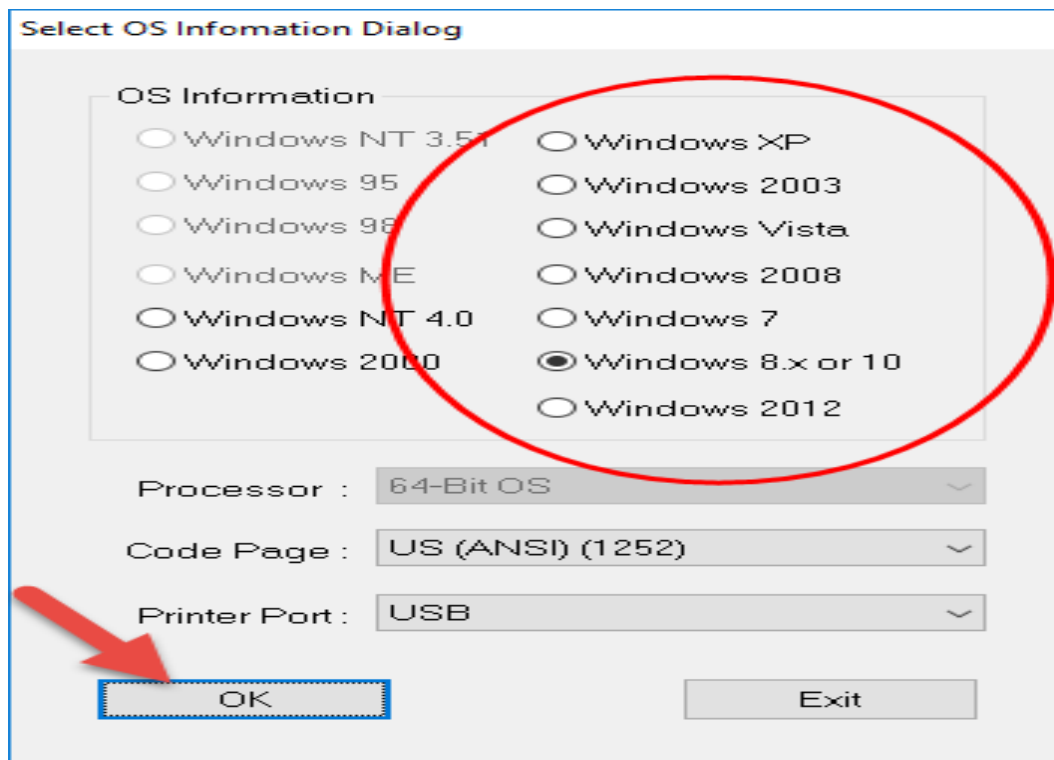 Select OS Infomation Dialog
OS Information
Windows NT 3.51
Windows 95
Windows 98
Windows ME
Windows NT 4.0
Windows 2000
Windows XP
Windows 2003
Windows Vista
Windows 2008
Windows 7
Windows 8.x or 10
Windows 2012
Processor : 64-Bit OS
Code Page : US (ANSI) (1252)
Printer Port : USB
OK Exit